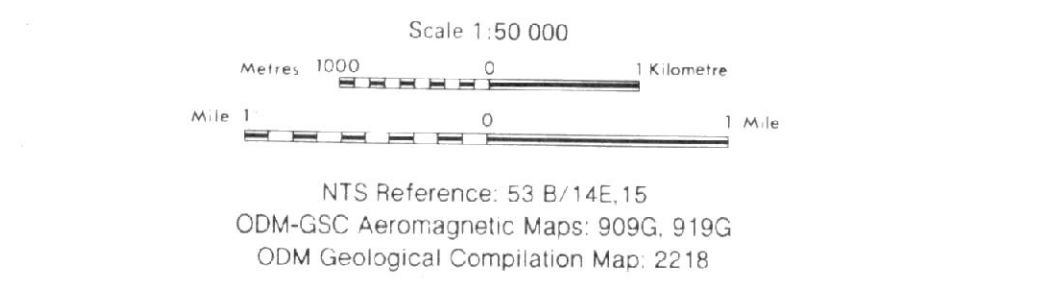 Scale 1:50 000
Metres 1000 0 1 Kilometre
Mile 1 0 1 Mile
NTS Reference: 53 B/14E,15
ODM-GSC Aeromagnetic Maps: 909G, 919G
ODM Geological Compilation Map: 2218